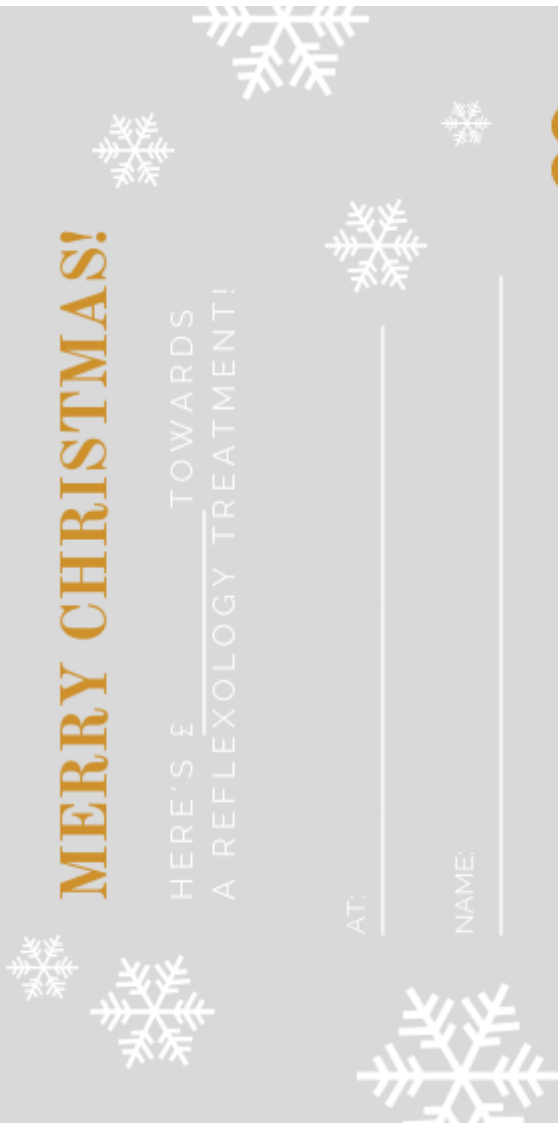 MERRY CHRISTMAS!
HERE'S £ TOWARDS
A REFLEXOLOGY TREATMENT!
AT:
NAME: